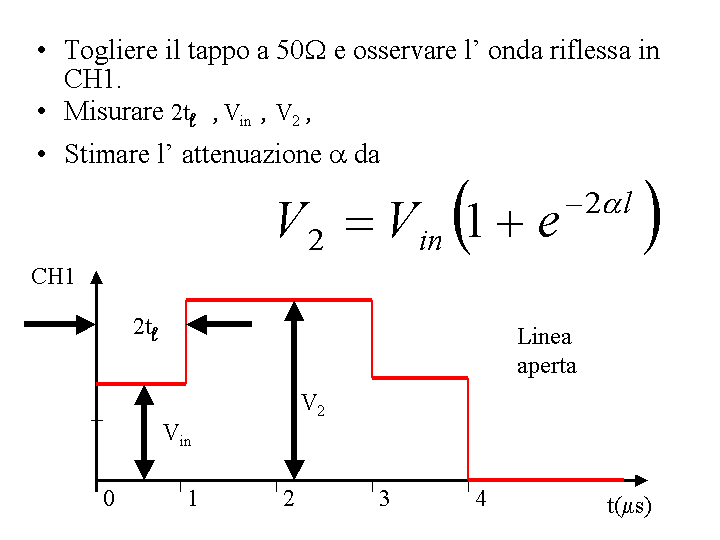 • Togliere il tappo a 50Ω e osservare l’ onda riflessa in
CH1.
• Misurare 2tℓ , Vin , V2 ,
• Stimare l’ attenuazione α da
V2 = Vin (1 + e^−2αl)
CH1
2tℓ
Linea
aperta
V2
Vin
0 1 2 3 4
t(µs)